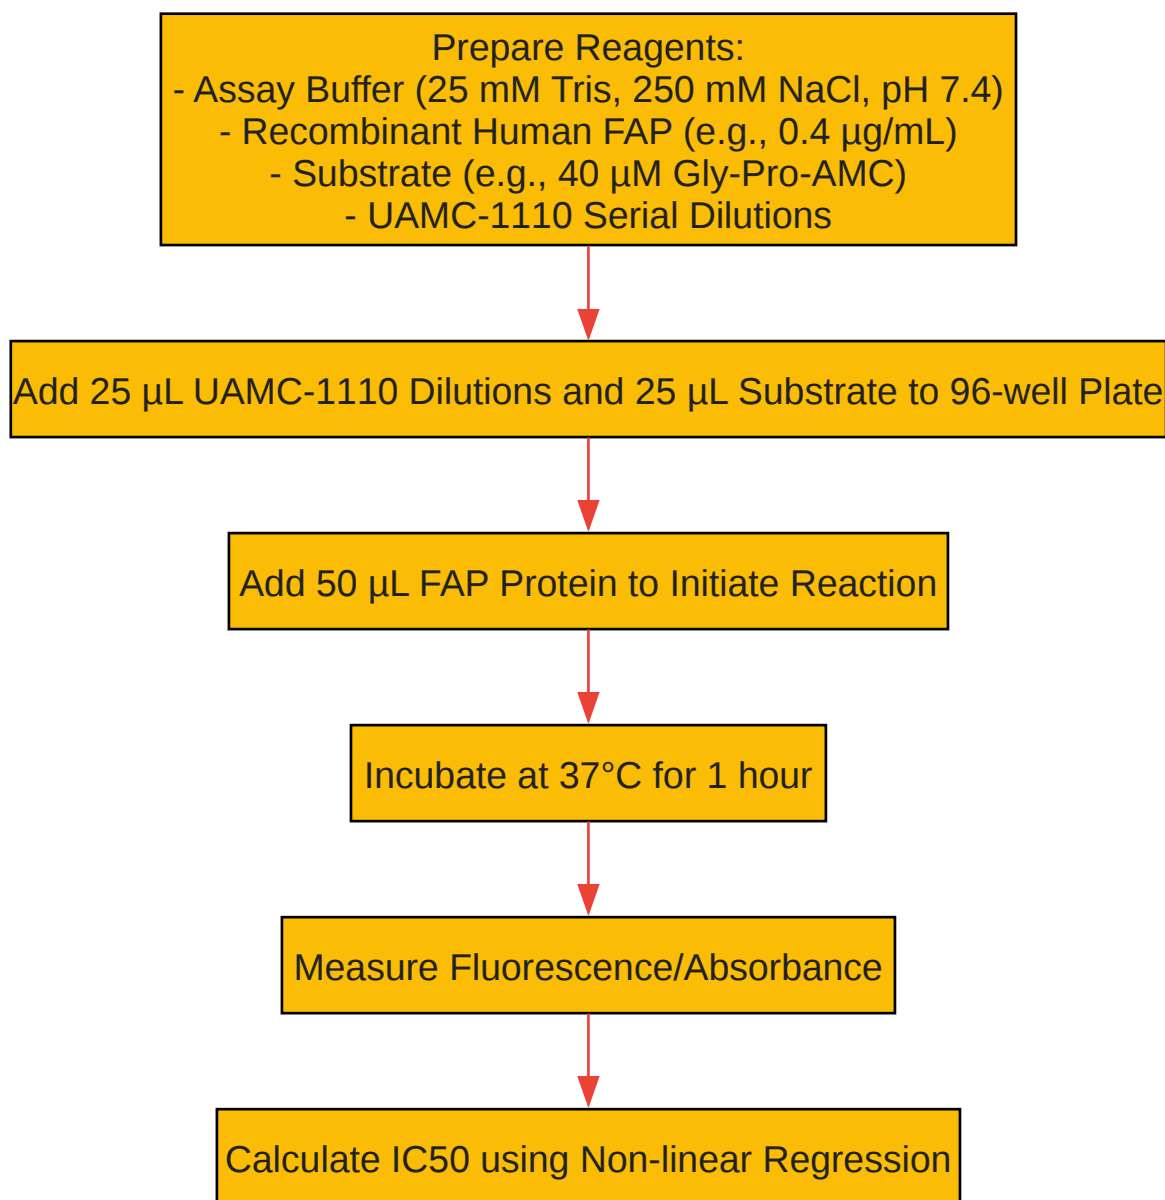 Prepare Reagents:
- Assay Buffer (25 mM Tris, 250 mM NaCl, pH 7.4)
- Recombinant Human FAP (e.g., 0.4 µg/mL)
- Substrate (e.g., 40 µM Gly-Pro-AMC)
- UAMC-1110 Serial Dilutions
Add 25 µL UAMC-1110 Dilutions and 25 µL Substrate to 96-well Plate
Add 50 µL FAP Protein to Initiate Reaction
Incubate at 37°C for 1 hour
Measure Fluorescence/Absorbance
Calculate IC50 using Non-linear Regression